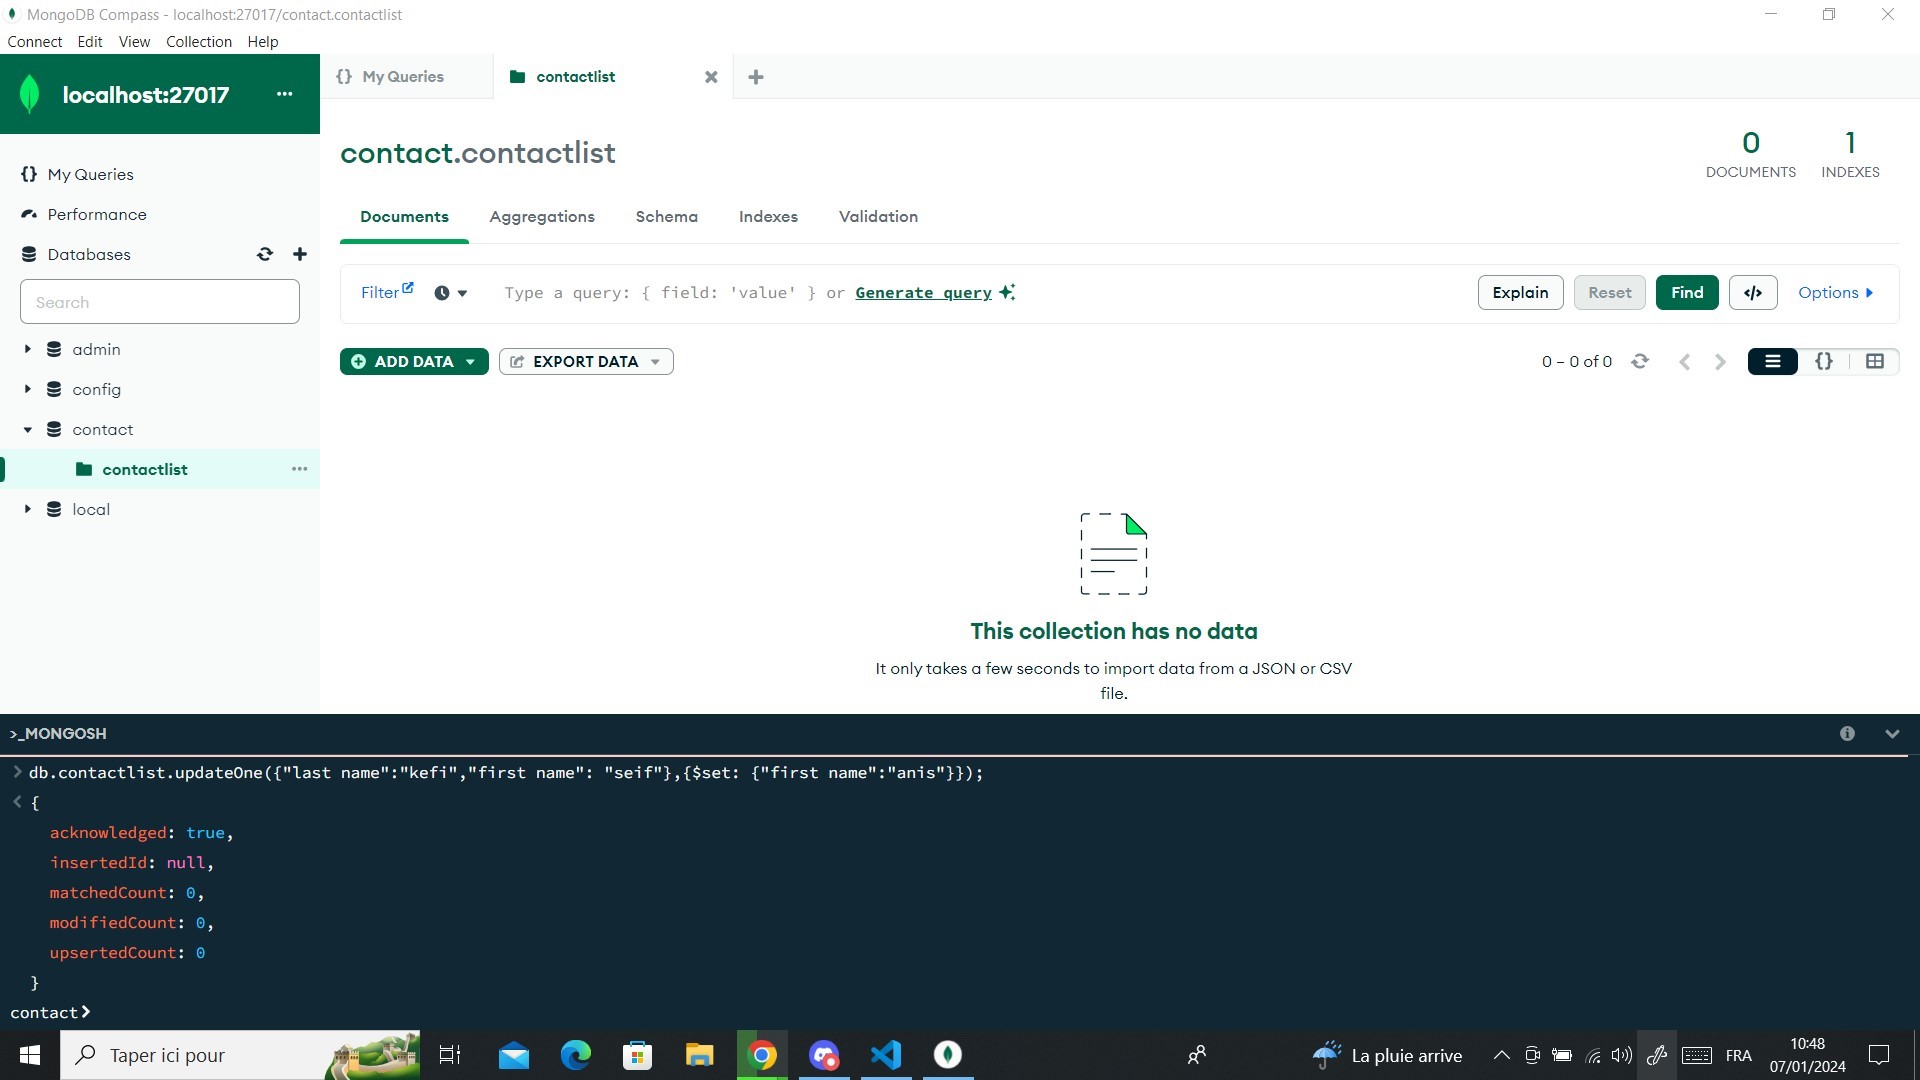 MongoDB Compass - localhost:27017/contact.contactlist
Connect Edit View Collection Help
localhost:27017 ...
{} My Queries
contactlist
contact.contactlist
0 DOCUMENTS
1 INDEXES
{} My Queries
Performance
Databases
Search
admin
config
contact
contactlist ...
local
Documents Aggregations Schema Indexes Validation
Filter Type a query: { field: 'value' } or Generate query Explain Reset Find </> Options
ADD DATA EXPORT DATA 0 – 0 of 0 {}
This collection has no data
It only takes a few seconds to import data from a JSON or CSV
file.
>_MONGOSH
> db.contactlist.updateOne({"last name":"kefi","first name": "seif"},{$set: {"first name":"anis"}});
< {
acknowledged: true,
insertedId: null,
matchedCount: 0,
modifiedCount: 0,
upsertedCount: 0
}
contact>
Taper ici pour La pluie arrive FRA 10:48
07/01/2024